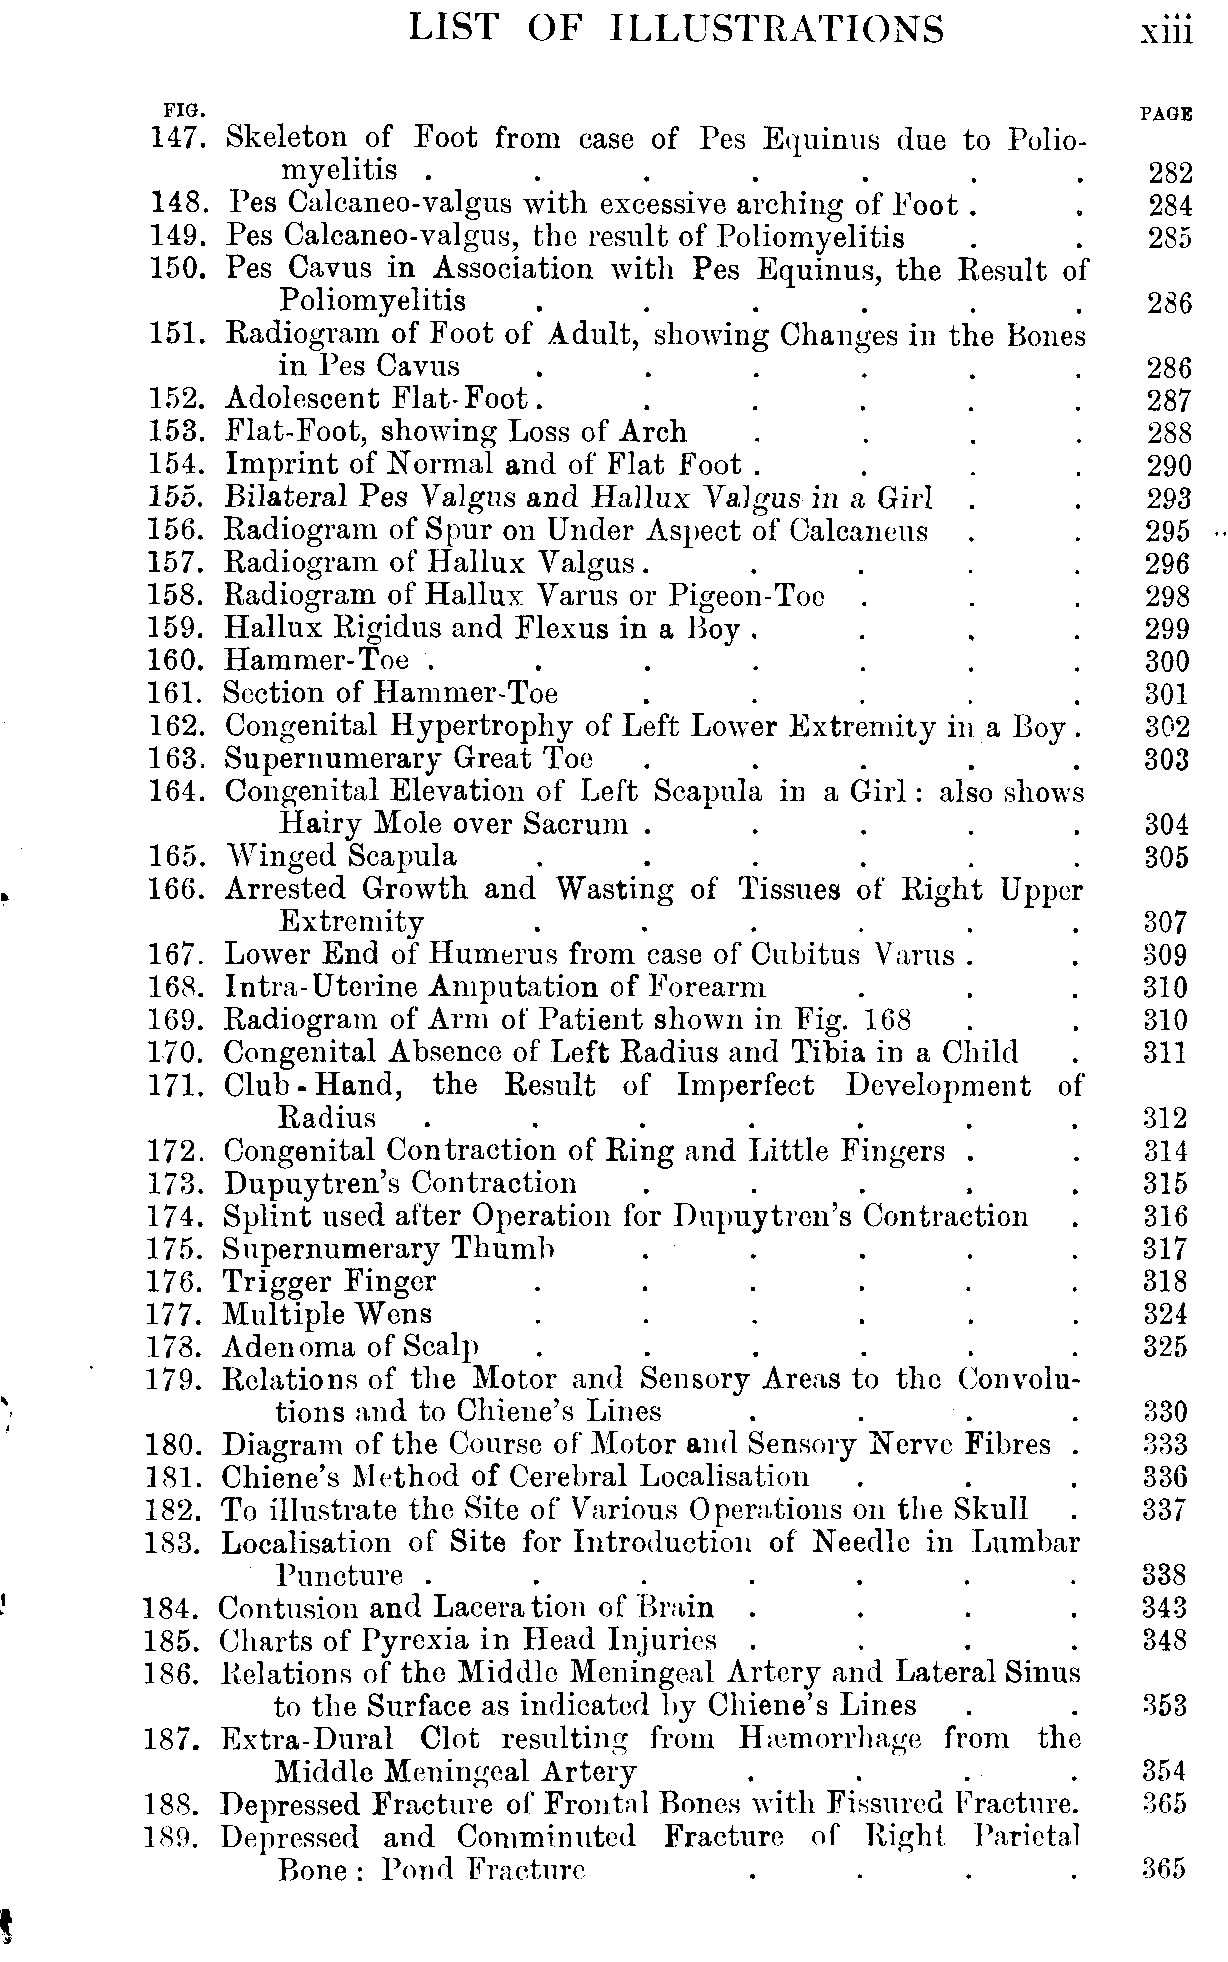 LIST OF ILLUSTRATIONS xiii
FIG. PAGE
147. Skeleton of Foot from case of Pes Equinus due to Polio-
myelitis . . . . . . . 282
148. Pes Calcaneo-valgus with excessive arching of Foot . . 284
149. Pes Calcaneo-valgus, the result of Poliomyelitis . . 285
150. Pes Cavus in Association with Pes Equinus, the Result of
Poliomyelitis . . . . . . 286
151. Radiogram of Foot of Adult, showing Changes in the Bones
in Pes Cavus . . . . . . 286
152. Adolescent Flat-Foot . . . . . . 287
153. Flat-Foot, showing Loss of Arch . . . . 288
154. Imprint of Normal and of Flat Foot . . . . 290
155. Bilateral Pes Valgus and Hallux Valgus in a Girl . . 293
156. Radiogram of Spur on Under Aspect of Calcaneus . . 295
157. Radiogram of Hallux Valgus . . . . . 296
158. Radiogram of Hallux Varus or Pigeon-Toe . . . 298
159. Hallux Rigidus and Flexus in a Boy . . . . 299
160. Hammer-Toe . . . . . . . 300
161. Section of Hammer-Toe . . . . . 301
162. Congenital Hypertrophy of Left Lower Extremity in a Boy . 302
163. Supernumerary Great Toe . . . . . 303
164. Congenital Elevation of Left Scapula in a Girl : also shows
Hairy Mole over Sacrum . . . . . 304
165. Winged Scapula . . . . . . 305
166. Arrested Growth and Wasting of Tissues of Right Upper
Extremity . . . . . . 307
167. Lower End of Humerus from case of Cubitus Varus . . 309
168. Intra-Uterine Amputation of Forearm . . . 310
169. Radiogram of Arm of Patient shown in Fig. 168 . . 310
170. Congenital Absence of Left Radius and Tibia in a Child . 311
171. Club-Hand, the Result of Imperfect Development of
Radius . . . . . . . 312
172. Congenital Contraction of Ring and Little Fingers . . 314
173. Dupuytren's Contraction . . . . . 315
174. Splint used after Operation for Dupuytren's Contraction . 316
175. Supernumerary Thumb . . . . . 317
176. Trigger Finger . . . . . . 318
177. Multiple Wens . . . . . . 324
178. Adenoma of Scalp . . . . . . 325
179. Relations of the Motor and Sensory Areas to the Convolu-
tions and to Chiene's Lines . . . . 330
180. Diagram of the Course of Motor and Sensory Nerve Fibres . 333
181. Chiene's Method of Cerebral Localisation . . . 336
182. To illustrate the Site of Various Operations on the Skull . 337
183. Localisation of Site for Introduction of Needle in Lumbar
Puncture . . . . . . . 338
184. Contusion and Laceration of Brain . . . . 343
185. Charts of Pyrexia in Head Injuries . . . . 348
186. Relations of the Middle Meningeal Artery and Lateral Sinus
to the Surface as indicated by Chiene's Lines . . 353
187. Extra-Dural Clot resulting from Hæmorrhage from the
Middle Meningeal Artery . . . . 354
188. Depressed Fracture of Frontal Bones with Fissured Fracture . 365
189. Depressed and Comminuted Fracture of Right Parietal
Bone : Pond Fracture . . . . 365